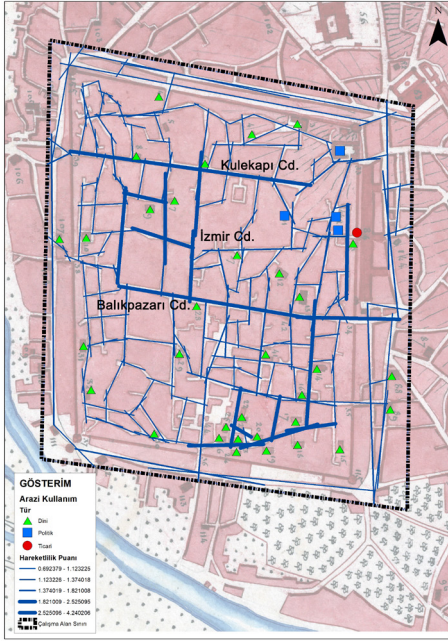 N
Kulekapı Cd.
İzmir Cd.
Balıkpazarı Cd.
GÖSTERİM
Arazi Kullanım
Tür
Dini
Politik
Ticari
Hareketlilik Puanı
0.692379 - 1.123225
1.123226 - 1.374018
1.374019 - 1.821008
1.821009 - 2.525095
2.525096 - 4.240206
Çalışma Alan Sınırı